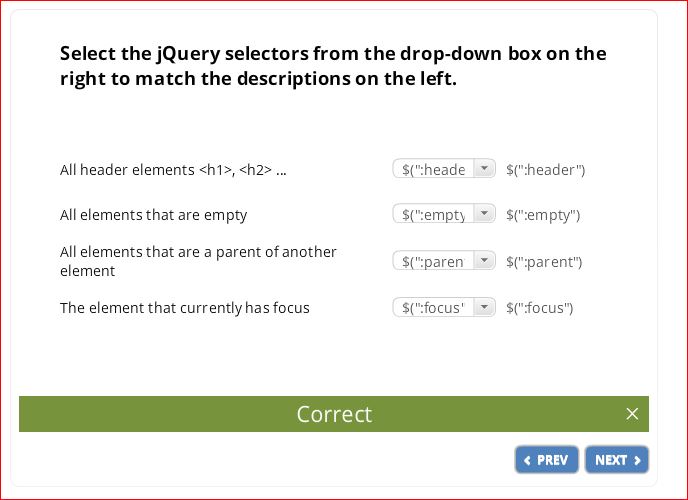 Select the jQuery selectors from the drop-down box on the
right to match the descriptions on the left.
All header elements <h1>, <h2> ... $(":heade $(":header")
All elements that are empty $(":empty $(":empty")
All elements that are a parent of another
element $(":paren $(":parent")
The element that currently has focus $(":focus" $(":focus")
Correct ×
‹ PREV NEXT ›